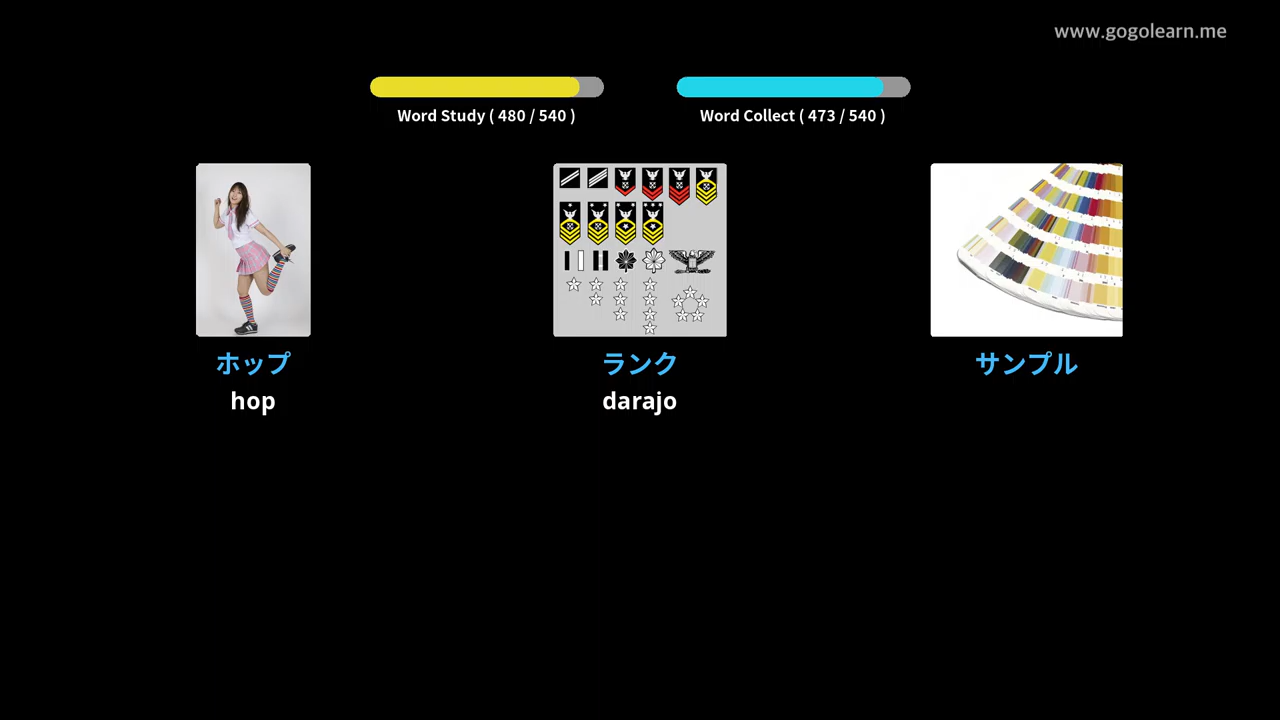 www.gogolearn.me
Word Study ( 480 / 540 )
Word Collect ( 473 / 540 )
ホップ
ランク
サンプル
hop
darajo